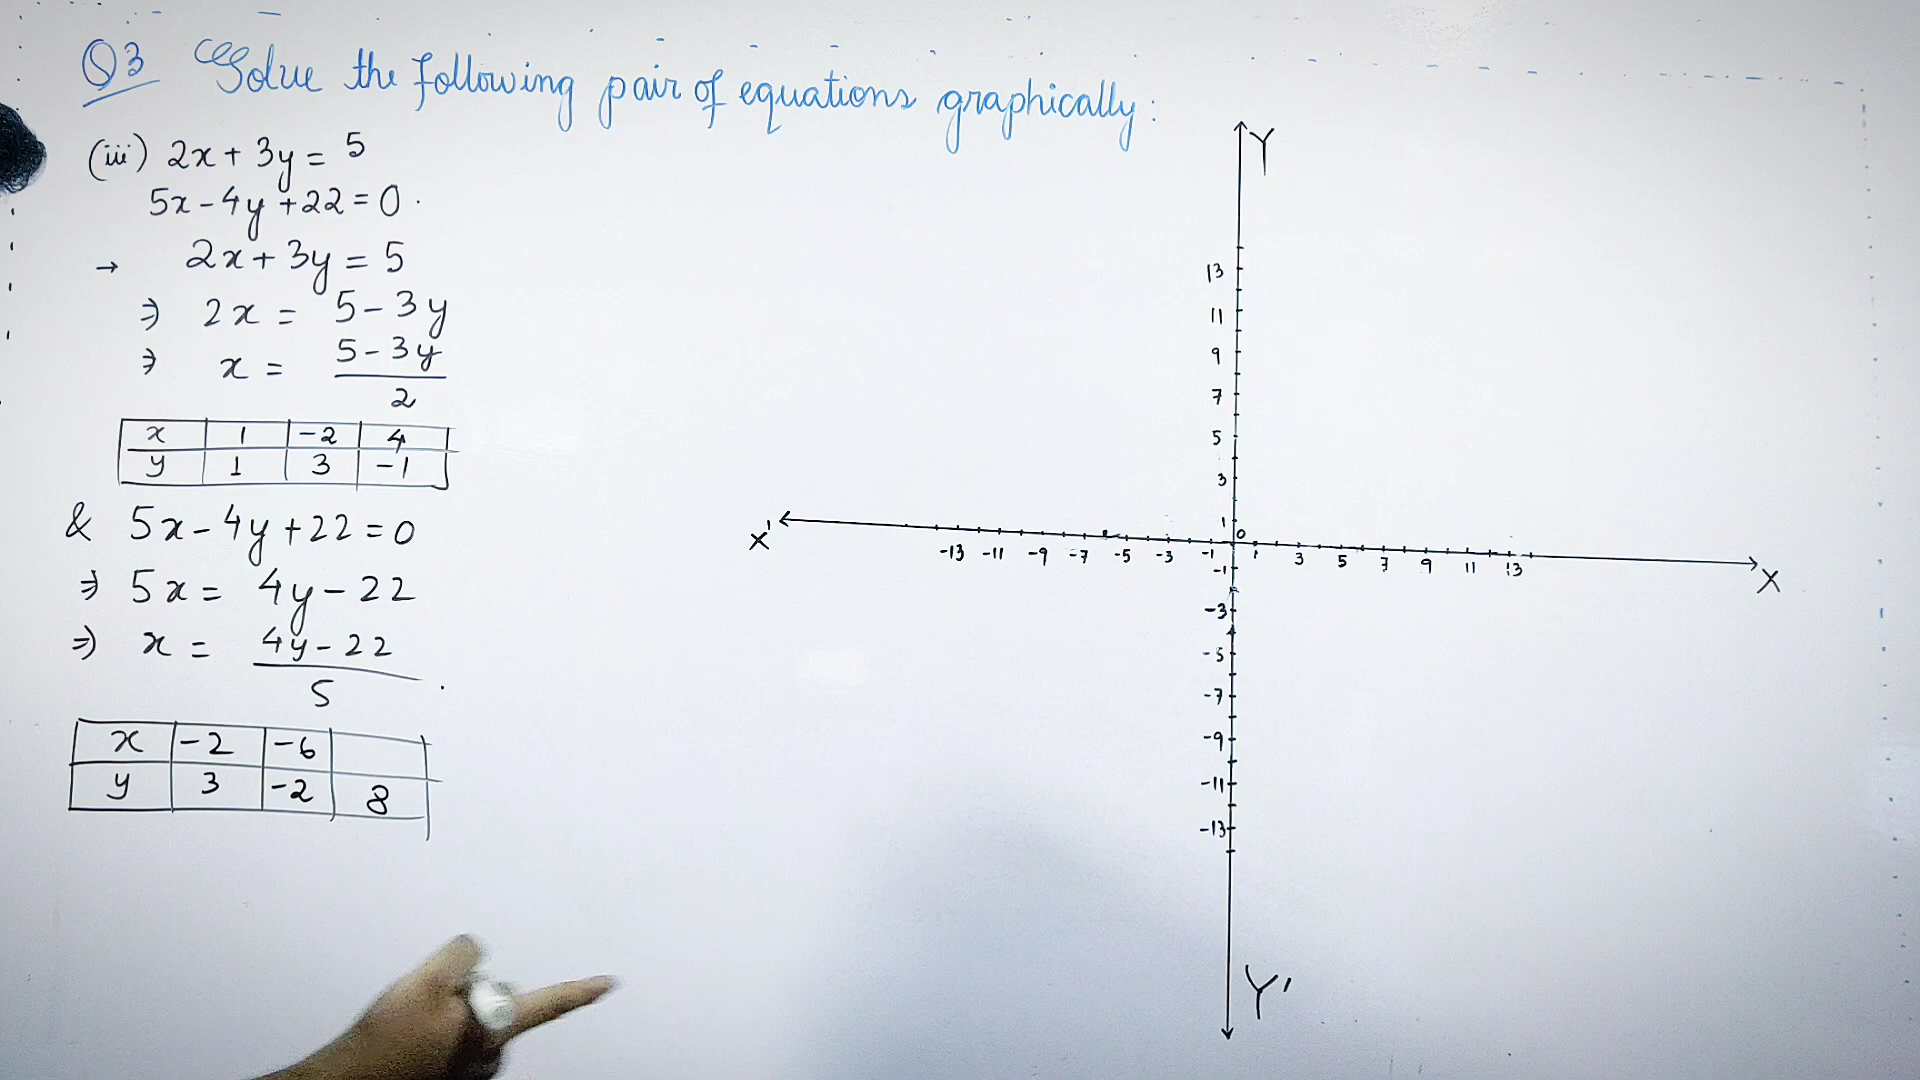 Q3 Solve the following pair of equations graphically:
(iii) 2x + 3y = 5
5x - 4y + 22 = 0.
→ 2x + 3y = 5
⇒ 2x = 5 - 3y
⇒ x = 5 - 3y
2
x 1 -2 4
y 1 3 -1
& 5x - 4y + 22 = 0
⇒ 5x = 4y - 22
⇒ x = 4y - 22
5
x -2 -6
y 3 -2 8
Y
13
11
9
7
5
3
1
X' 0
-13 -11 -9 -7 -5 -3 -1 1 3 5 7 9 11 13 X
-1
-3
-5
-7
-9
-11
-13
Y'